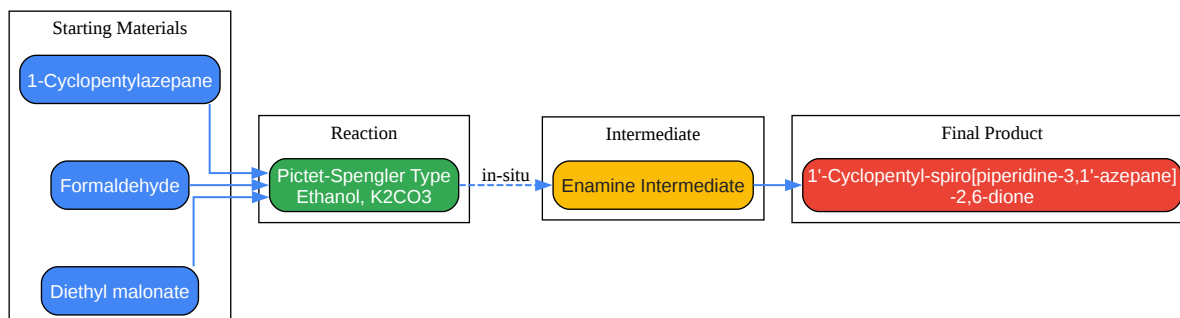 Starting Materials
1-Cyclopentylazepane
Formaldehyde
Diethyl malonate
Reaction
Pictet-Spengler Type
Ethanol, K2CO3
in-situ
Intermediate
Enamine Intermediate
Final Product
1'-Cyclopentyl-spiro[piperidine-3,1'-azepane]
-2,6-dione